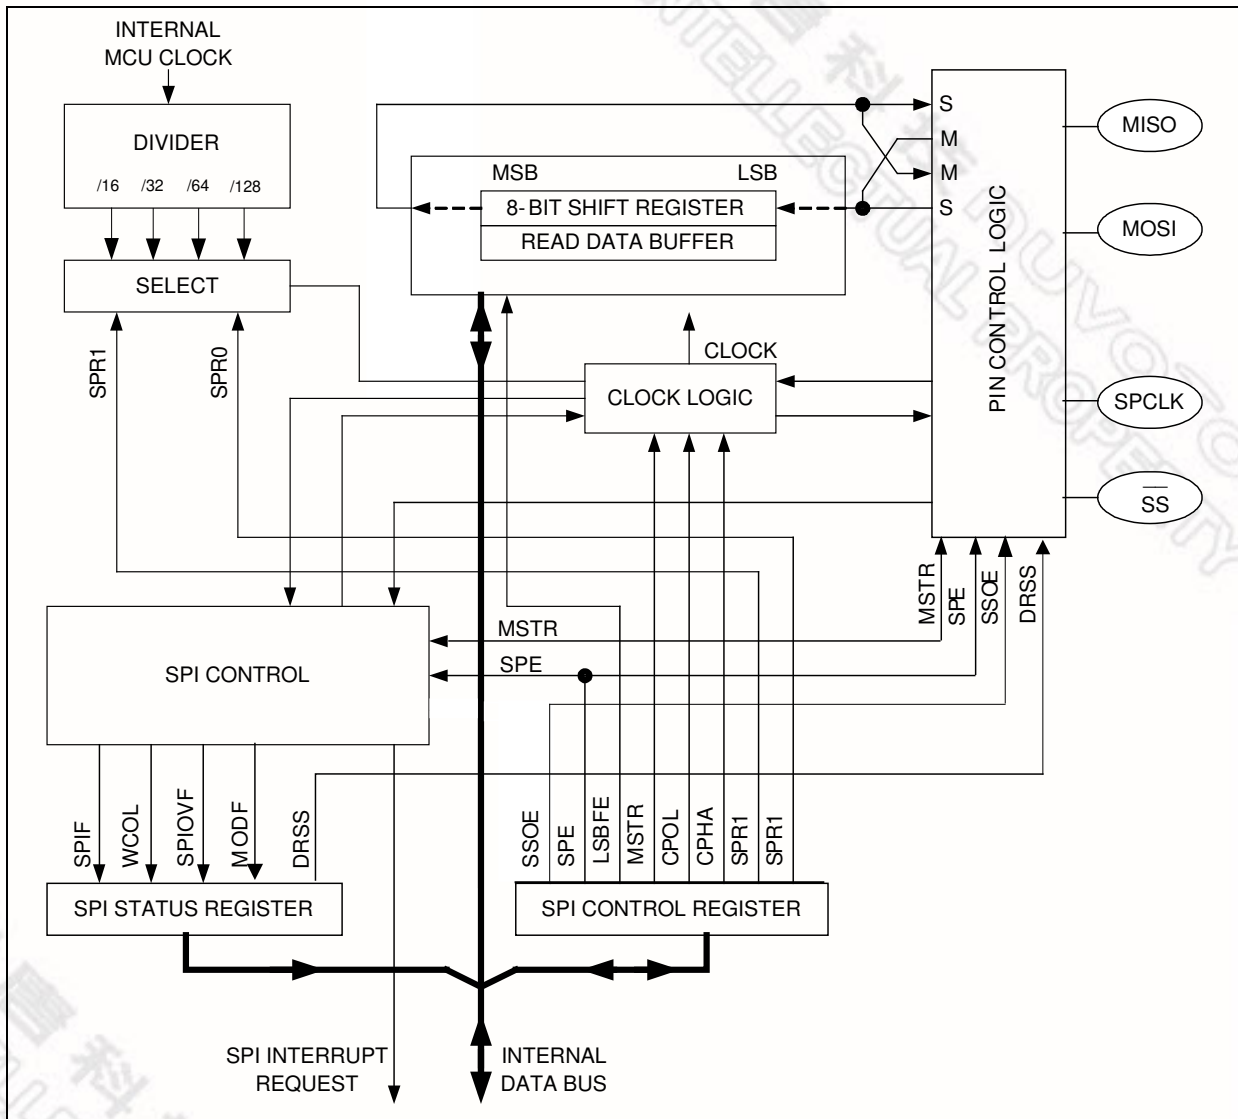 INTERNAL
MCU CLOCK
DIVIDER
/16 /32 /64 /128
SELECT
SPR1
SPR0
MSB LSB
8-BIT SHIFT REGISTER
READ DATA BUFFER
CLOCK
CLOCK LOGIC
S
M
M
S
PIN CONTROL LOGIC
MISO
MOSI
SPCLK
SS
MSTR
SPE
SSOE
DRSS
MSTR
SPE
SPI CONTROL
SPIF
WCOL
SPIOVF
MODF
DRSS
SSOE
SPE
LSBFE
MSTR
CPOL
CPHA
SPR1
SPR1
SPI STATUS REGISTER
SPI CONTROL REGISTER
SPI INTERRUPT
REQUEST
INTERNAL
DATA BUS
INTELLECTUAL PROPERTY